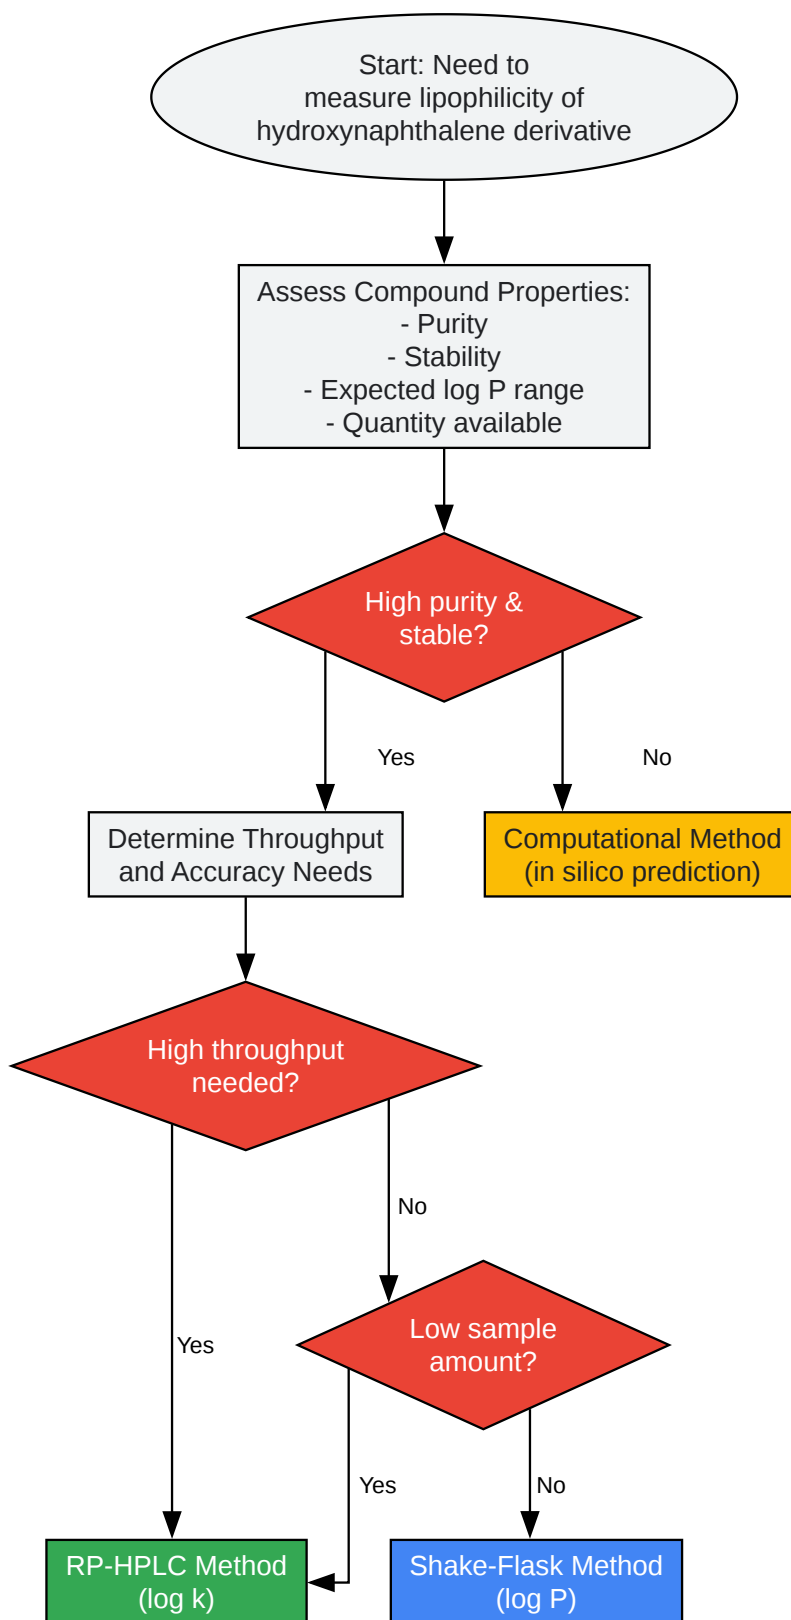 Start: Need to
measure lipophilicity of
hydroxynaphthalene derivative
Assess Compound Properties:
- Purity
- Stability
- Expected log P range
- Quantity available
High purity &
stable?
Yes
No
Determine Throughput
and Accuracy Needs
Computational Method
(in silico prediction)
High throughput
needed?
No
Low sample
amount?
Yes
Yes
No
RP-HPLC Method
(log k)
Shake-Flask Method
(log P)